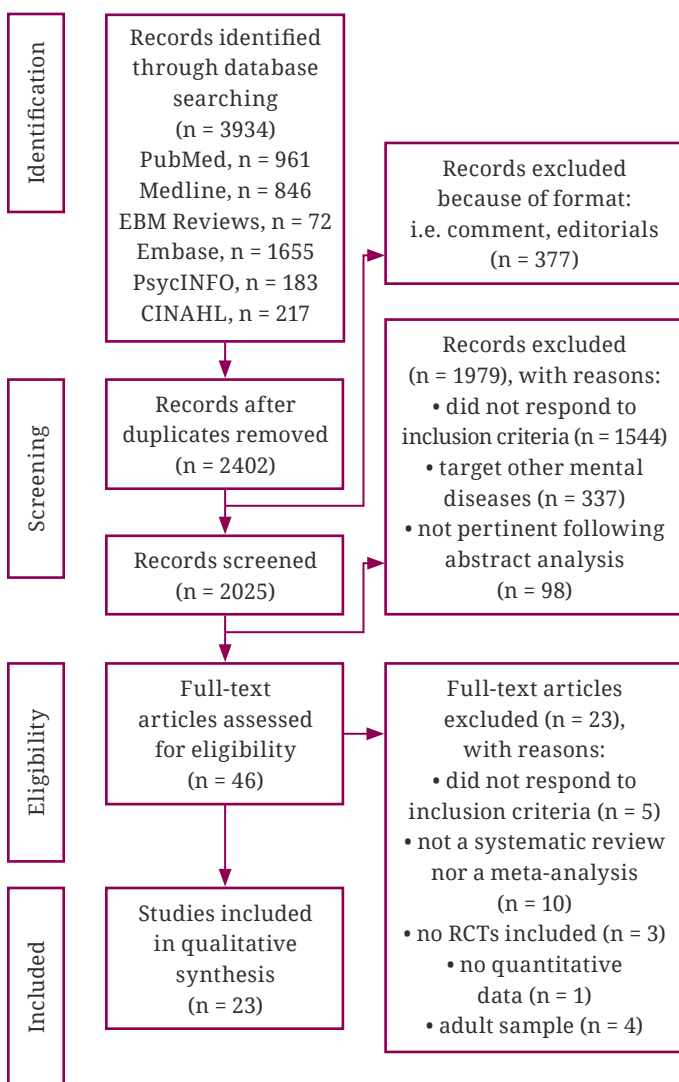 Identification
Records identified
through database
searching
(n = 3934)
PubMed, n = 961
Medline, n = 846
EBM Reviews, n = 72
Embase, n = 1655
PsycINFO, n = 183
CINAHL, n = 217
Records excluded
because of format:
i.e. comment, editorials
(n = 377)
Screening
Records after
duplicates removed
(n = 2402)
Records excluded
(n = 1979), with reasons:
• did not respond to
inclusion criteria (n = 1544)
• target other mental
diseases (n = 337)
• not pertinent following
abstract analysis
(n = 98)
Records screened
(n = 2025)
Eligibility
Full-text
articles assessed
for eligibility
(n = 46)
Full-text articles
excluded (n = 23),
with reasons:
• did not respond to
inclusion criteria (n = 5)
• not a systematic review
nor a meta-analysis
(n = 10)
• no RCTs included (n = 3)
• no quantitative
data (n = 1)
• adult sample (n = 4)
Included
Studies included
in qualitative
synthesis
(n = 23)